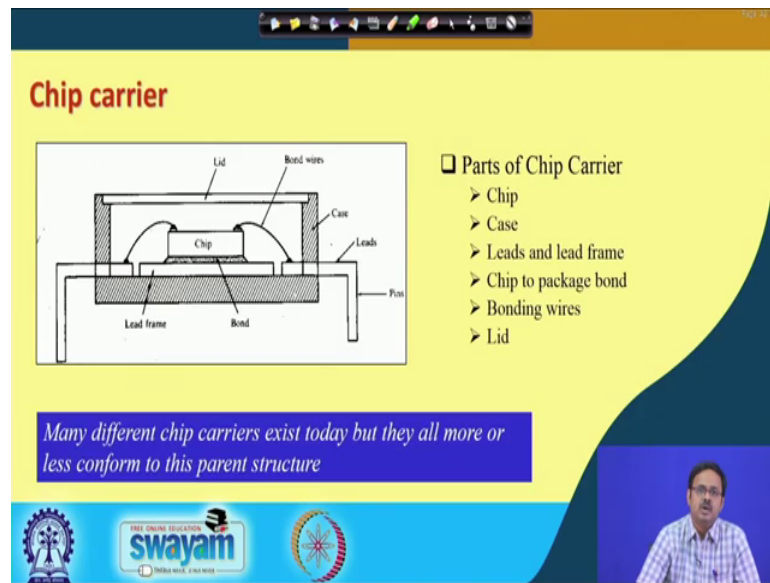 Chip carrier
Lid
Bond wires
Case
Chip
Leads
Pins
Lead frame
Bond
❑ Parts of Chip Carrier
➢ Chip
➢ Case
➢ Leads and lead frame
➢ Chip to package bond
➢ Bonding wires
➢ Lid
Many different chip carriers exist today but they all more or
less conform to this parent structure
FREE ONLINE EDUCATION
swayam